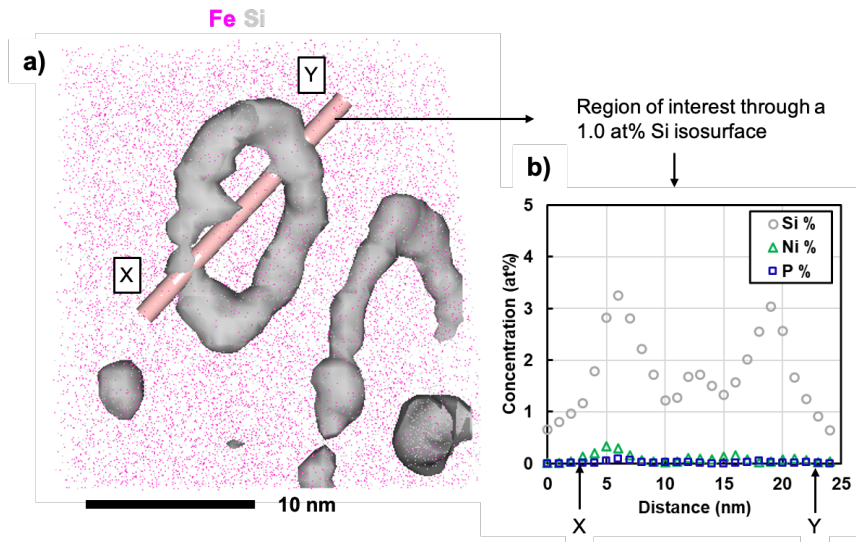 Fe Si
a)
Y
X
10 nm
Region of interest through a
1.0 at% Si isosurface
b)
Concentration (at%)
5
4
3
2
1
0
Si %
Ni %
P %
0 5 10 15 20 25
Distance (nm)
X Y